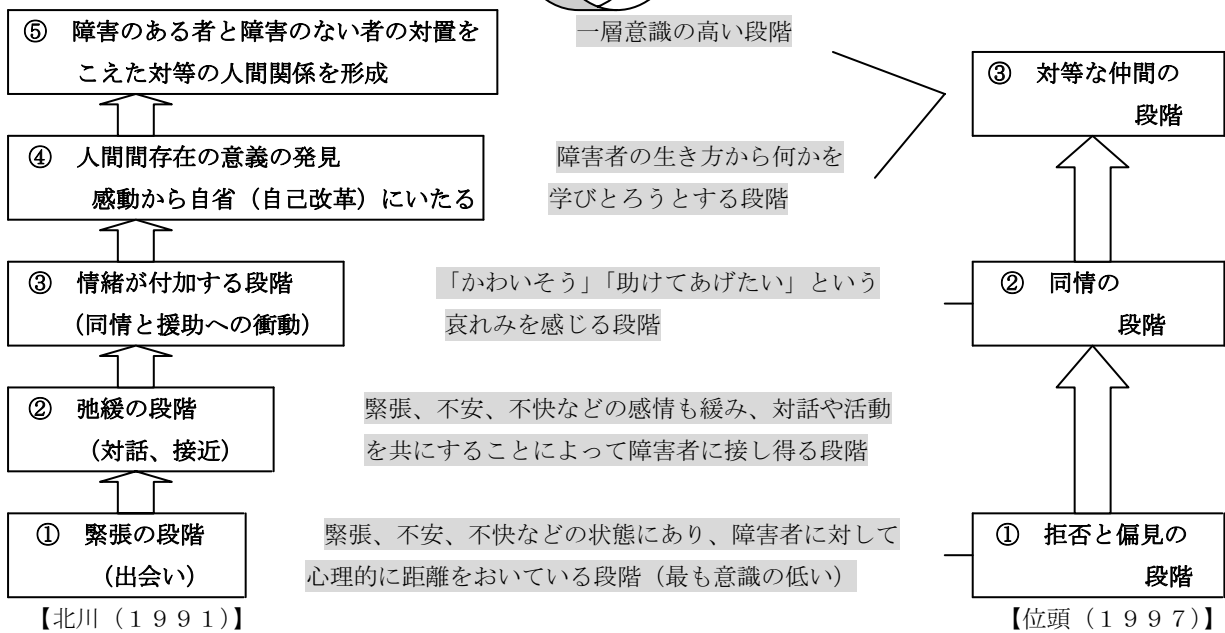 ⑤ 障害のある者と障害のない者の対置を
こえた対等の人間関係を形成
一層意識の高い段階
③ 対等な仲間の
段階
④ 人間間存在の意義の発見
感動から自省（自己改革）にいたる
障害者の生き方から何かを
学びとろうとする段階
③ 情緒が付加する段階
（同情と援助への衝動）
「かわいそう」「助けてあげたい」という
哀れみを感じる段階
② 同情の
段階
② 弛緩の段階
（対話、接近）
緊張、不安、不快などの感情も緩み、対話や活動
を共にすることによって障害者に接し得る段階
① 緊張の段階
（出会い）
緊張、不安、不快などの状態にあり、障害者に対して
心理的に距離をおいている段階（最も意識の低い）
① 拒否と偏見の
段階
【北川（１９９１）】
【位頭（１９９７）】